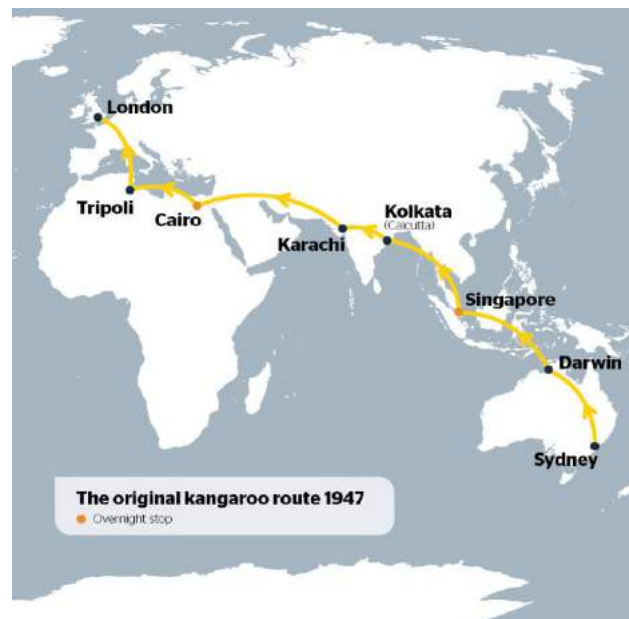 London
Tripoli
Cairo
Karachi
Kolkata
(Calcutta)
Singapore
Darwin
Sydney
The original kangaroo route 1947
Overnight stop